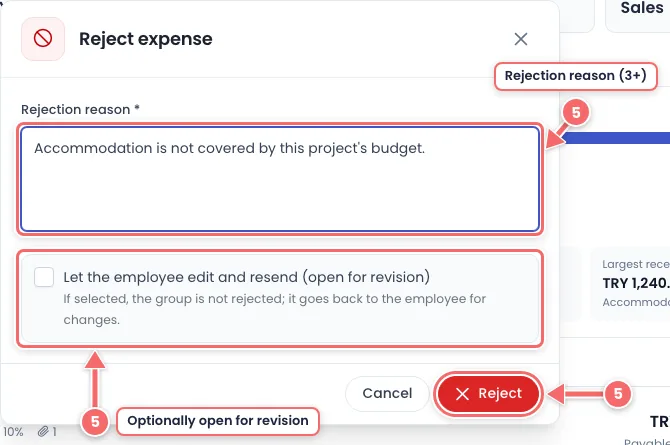 Sales
Reject expense
Rejection reason (3+)
Rejection reason *
5
Accommodation is not covered by this project's budget.
Let the employee edit and resend (open for revision)
If selected, the group is not rejected; it goes back to the employee for
changes.
Largest rece
TRY 1,240.
Accommoda
Cancel
Reject
5
5
Optionally open for revision
10%
1
TR
Payable